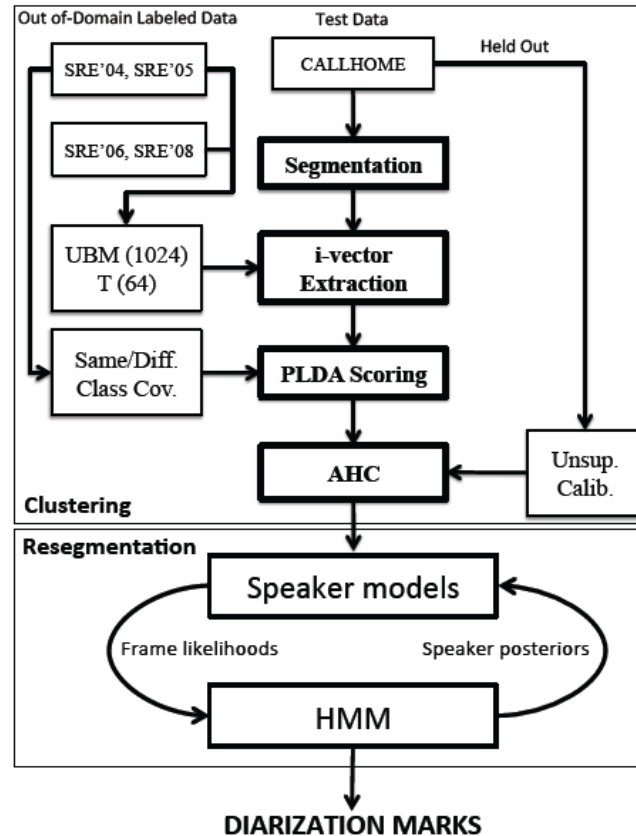 Out of-Domain Labeled Data
Test Data
SRE'04, SRE'05
CALLHOME
Held Out
SRE'06, SRE'08
Segmentation
UBM (1024)
T (64)
i-vector
Extraction
Same/Diff.
Class Cov.
PLDA Scoring
AHC
Unsup.
Calib.
Clustering
Resegmentation
Speaker models
Frame likelihoods
Speaker posteriors
HMM
DIARIZATION MARKS